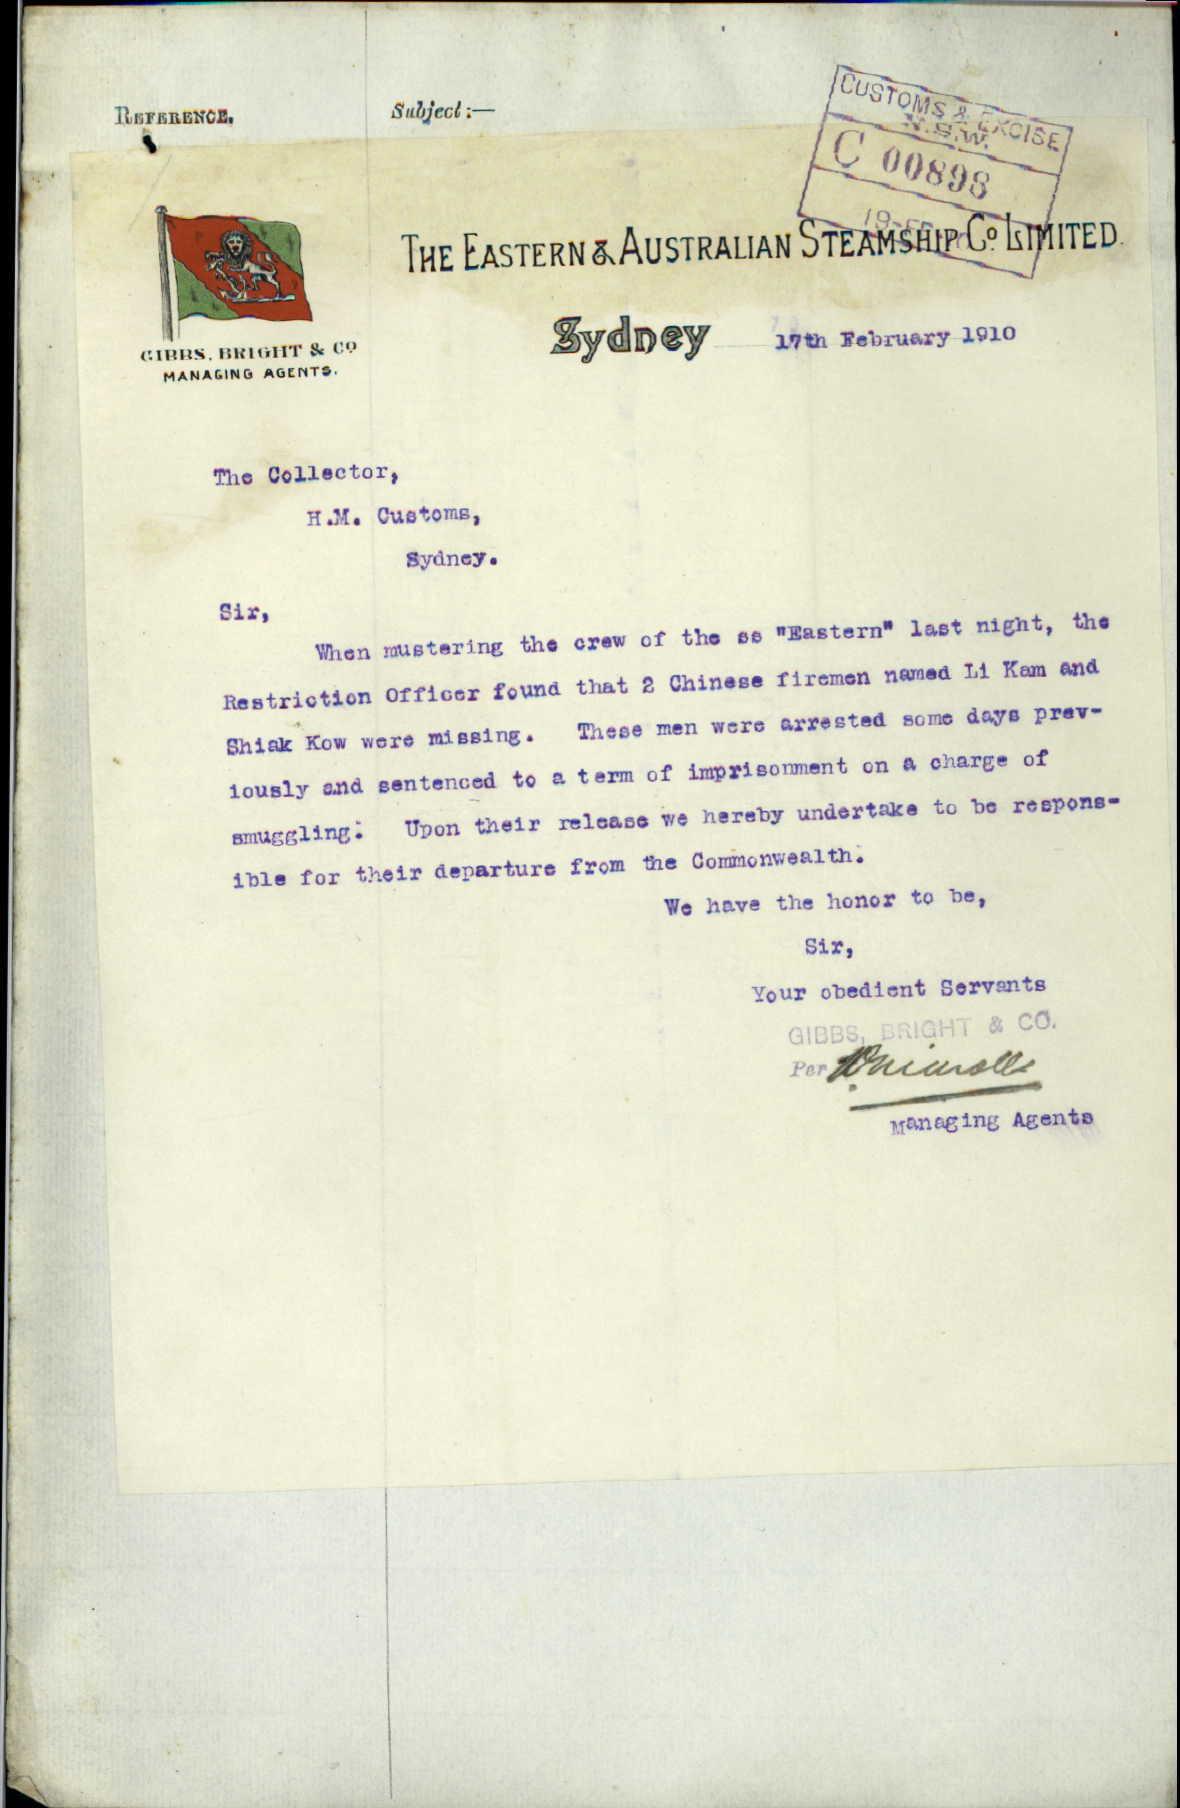 REFERENCE.
Subject:—
CUSTOMS & EXCISE
N.S.W.
C 00898
THE EASTERN & AUSTRALIAN STEAMSHIP Co. LIMITED.
GIBBS, BRIGHT & Co.
MANAGING AGENTS.
Sydney 17th February 1910
The Collector,
H.M. Customs,
Sydney.
Sir,
When mustering the crew of the ss "Eastern" last night, the
Restriction Officer found that 2 Chinese firemen named Li Kam and
Shiak Kow were missing. These men were arrested some days prev-
iously and sentenced to a term of imprisonment on a charge of
smuggling. Upon their release we hereby undertake to be respons-
ible for their departure from the Commonwealth.
We have the honor to be,
Sir,
Your obedient Servants
GIBBS, BRIGHT & CO.
Per
Managing Agents